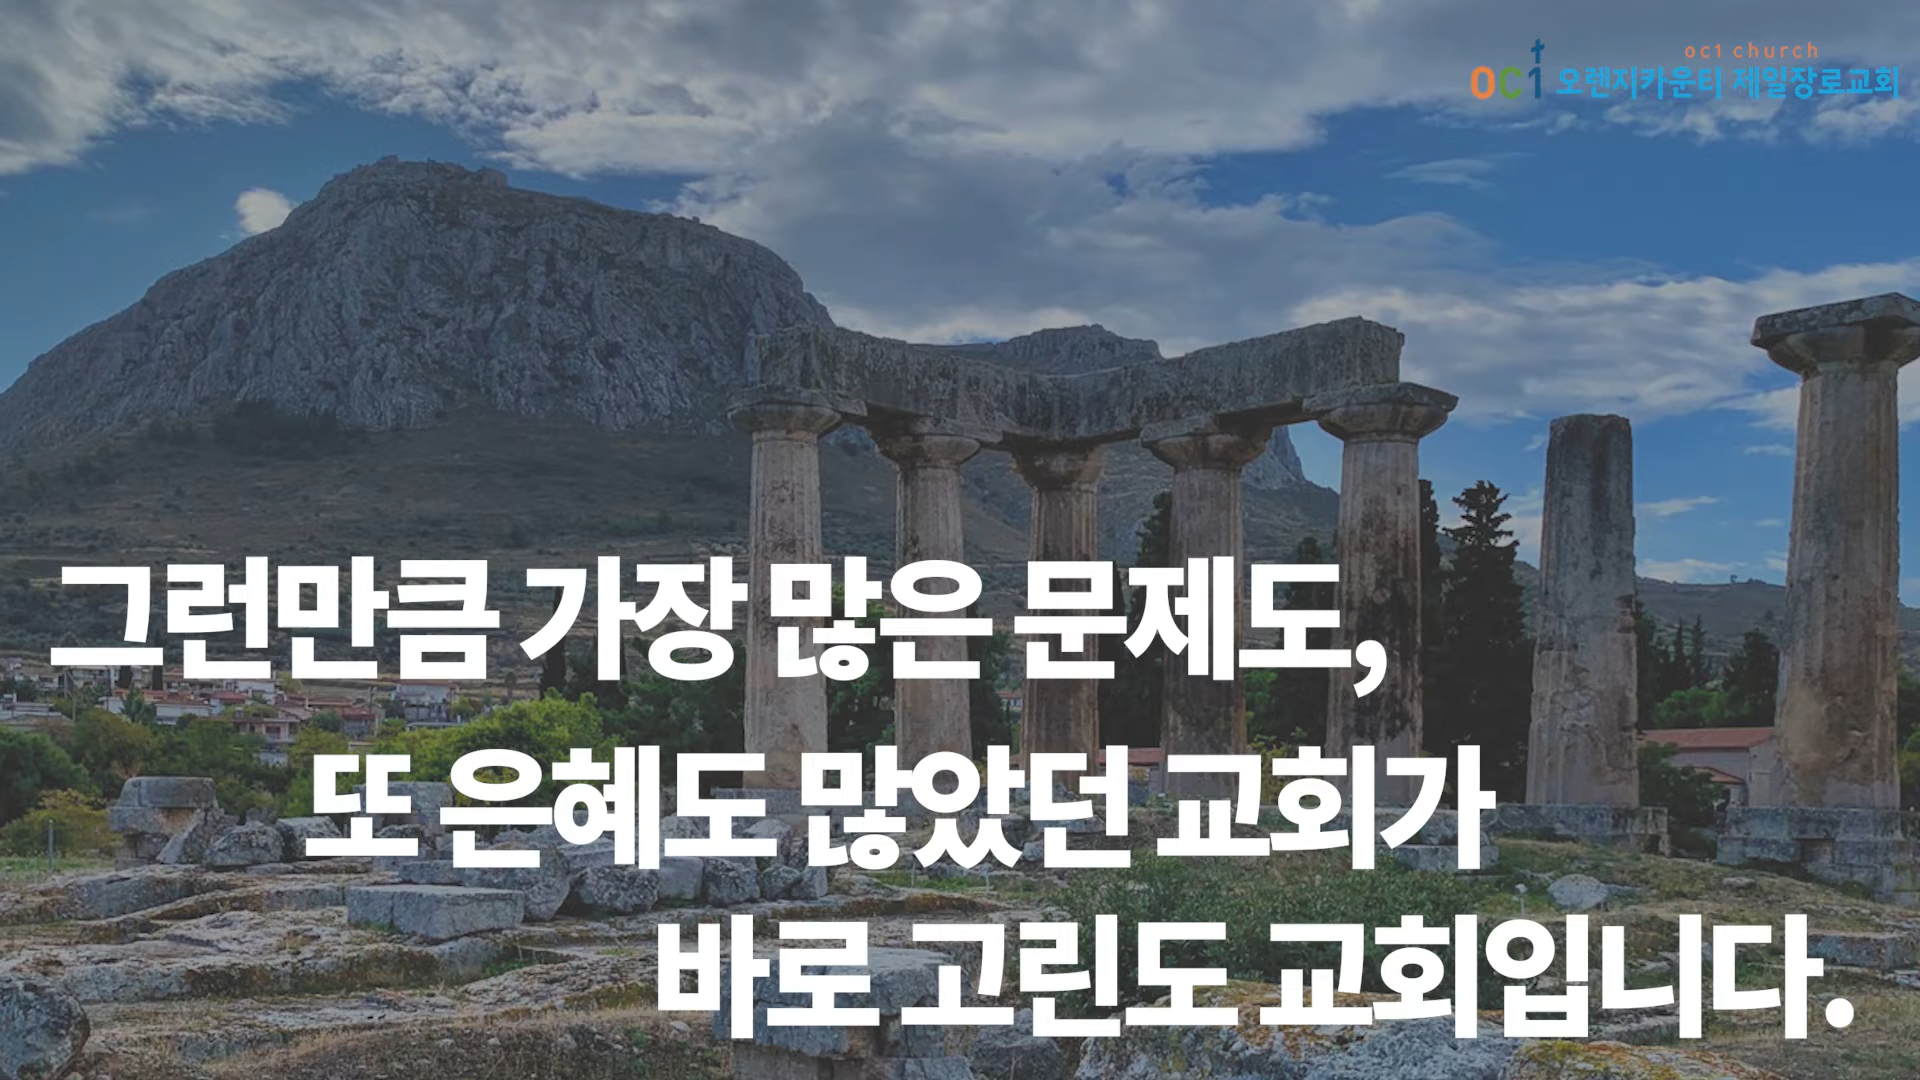 oc1 church
oc1 오렌지카운티 제일장로교회
그런만큼 가장 많은 문제도,
또 은혜도 많았던 교회가
바로 고린도 교회입니다.